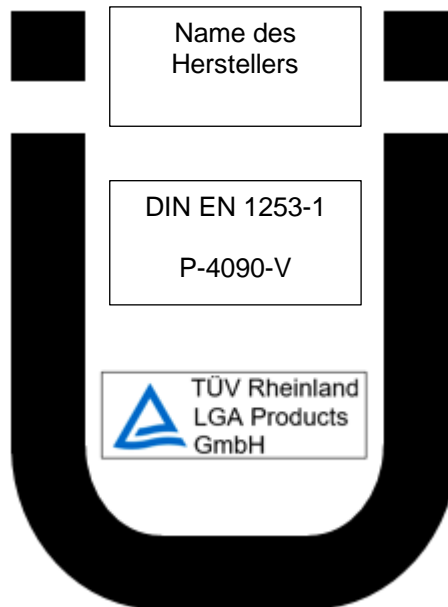 Name des
Herstellers
DIN EN 1253-1
P-4090-V
TÜV Rheinland
LGA Products
GmbH